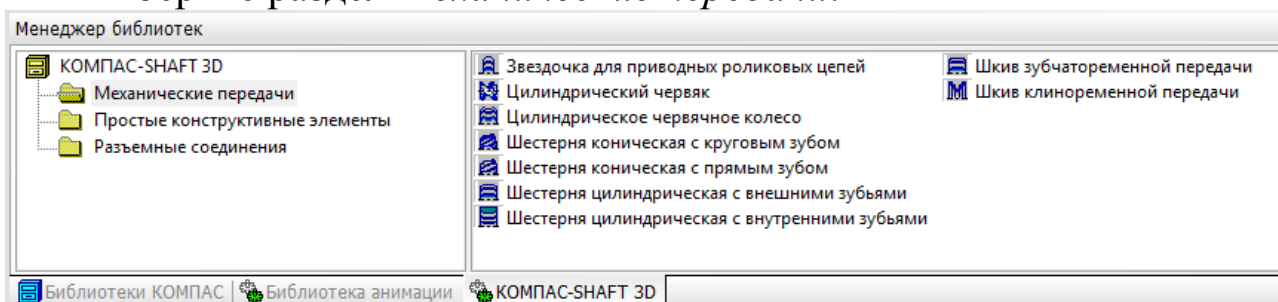 Менеджер библиотек
КОМПАС-SHAFT 3D
Механические передачи
Простые конструктивные элементы
Разъемные соединения
Звездочка для приводных роликовых цепей
Цилиндрический червяк
Цилиндрическое червячное колесо
Шестерня коническая с круговым зубом
Шестерня коническая с прямым зубом
Шестерня цилиндрическая с внешними зубьями
Шестерня цилиндрическая с внутренними зубьями
Шкив зубчатоременной передачи
Шкив клиноременной передачи
Библиотеки КОМПАС
Библиотека анимации
КОМПАС-SHAFT 3D